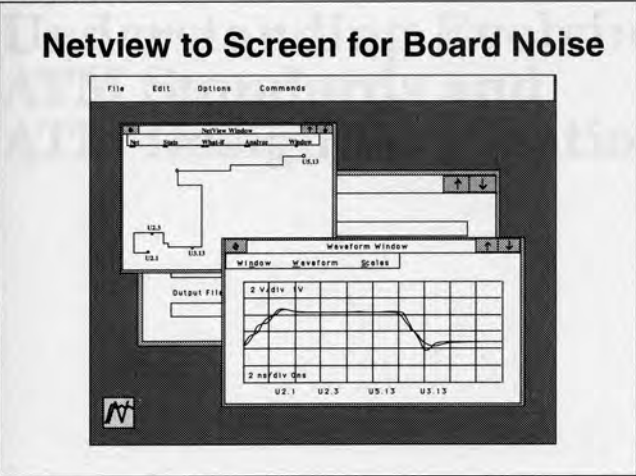 Netview to Screen for Board Noise
File Edit Options Commands
NetView Window
Net State What-if Analyze Window
U5.13
U2.3
U2.1
U3.13
Output File
Waveform Window
Window Waveform Scales
2 V/div 1V
2 ns/div 0ns
U2.1 U2.3 U5.13 U3.13